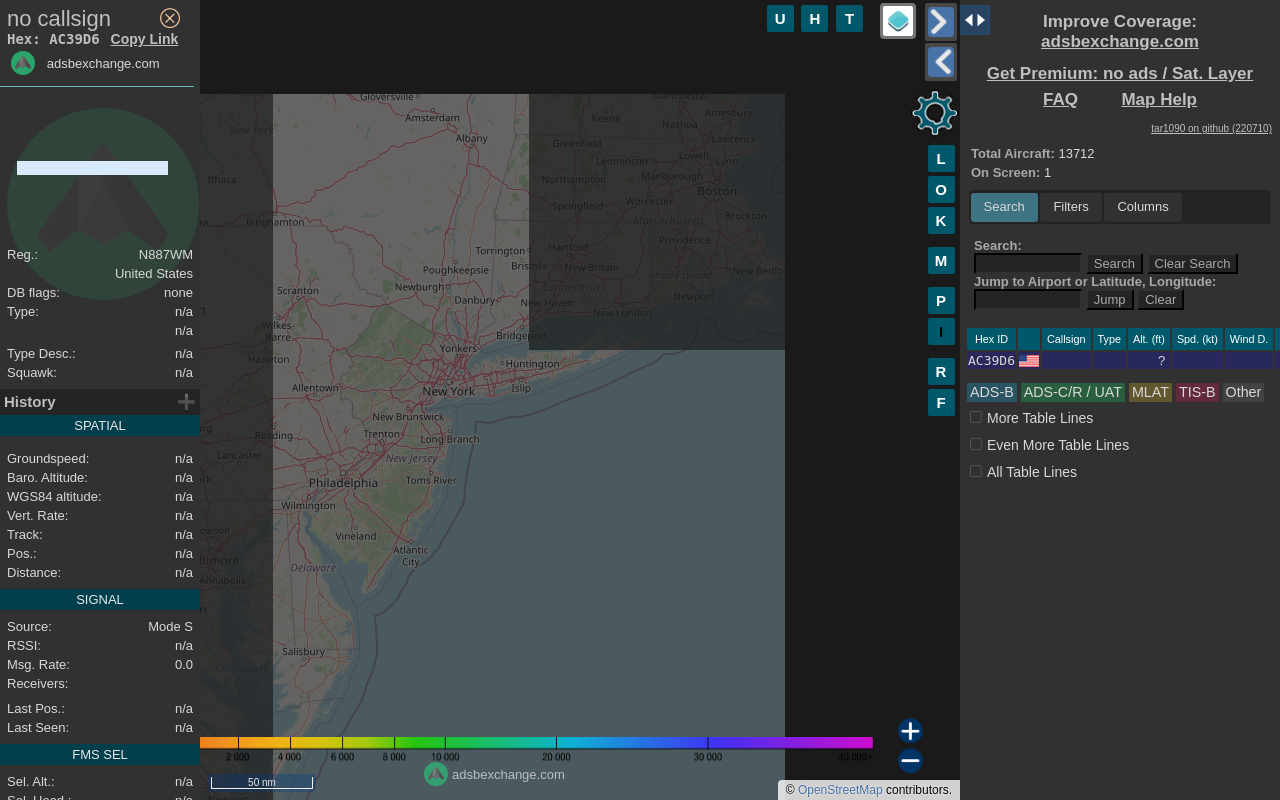 no callsign
Hex: AC39D6 Copy Link
adsbexchange.com
Reg.: N887WM
United States
DB flags: none
Type: n/a
n/a
Type Desc.: n/a
Squawk: n/a
History
SPATIAL
Groundspeed: n/a
Baro. Altitude: n/a
WGS84 altitude: n/a
Vert. Rate: n/a
Track: n/a
Pos.: n/a
Distance: n/a
SIGNAL
Source: Mode S
RSSI: n/a
Msg. Rate: 0.0
Receivers:
Last Pos.: n/a
Last Seen: n/a
FMS SEL
Sel. Alt.: n/a
U H T
L
O
K
M
P
I
R
F
Gloversville
Amsterdam
Albany
New York
Ithaca
Binghamton
Manchester
Keene
Amesbury
Nashua
Lawrence
Greenfield
Leominster
Lowell
Lynn
Northampton
Marlborough
Boston
Worcester
Springfield
Massachusetts
Brockton
Torrington
Hartford
Providence
Bristol
New Britain
Poughkeepsie
Rhode Island
New Bedford
Scranton
Newburgh
Connecticut
Danbury
New Haven
Newport
New London
Wilkes-
Barre
Bridgeport
Yonkers
Hazleton
Huntington
Allentown
New York
Islip
New Brunswick
Reading
Trenton
Long Branch
Lancaster
New Jersey
Philadelphia
Toms River
Wilmington
Vineland
Atlantic
City
Delaware
Annapolis
Salisbury
2 000 4 000 6 000 8 000 10 000 20 000 30 000 40 000+
adsbexchange.com
50 nm
© OpenStreetMap contributors.
Improve Coverage:
adsbexchange.com
Get Premium: no ads / Sat. Layer
FAQ Map Help
tar1090 on github (220710)
Total Aircraft: 13712
On Screen: 1
Search Filters Columns
Search:
Search Clear Search
Jump to Airport or Latitude, Longitude:
Jump Clear
Hex ID Callsign Type Alt. (ft) Spd. (kt) Wind D.
AC39D6 ?
ADS-B ADS-C/R / UAT MLAT TIS-B Other
More Table Lines
Even More Table Lines
All Table Lines